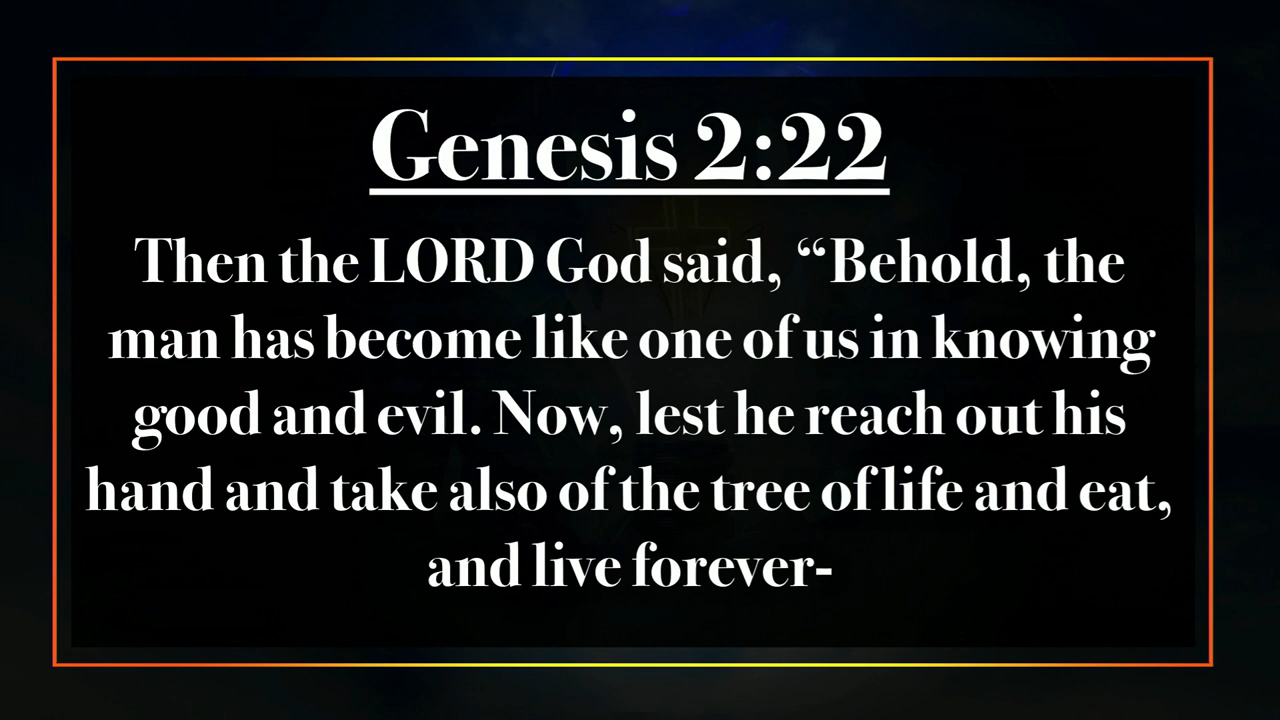 Genesis 2:22
Then the LORD God said, “Behold, the
man has become like one of us in knowing
good and evil. Now, lest he reach out his
hand and take also of the tree of life and eat,
and live forever-